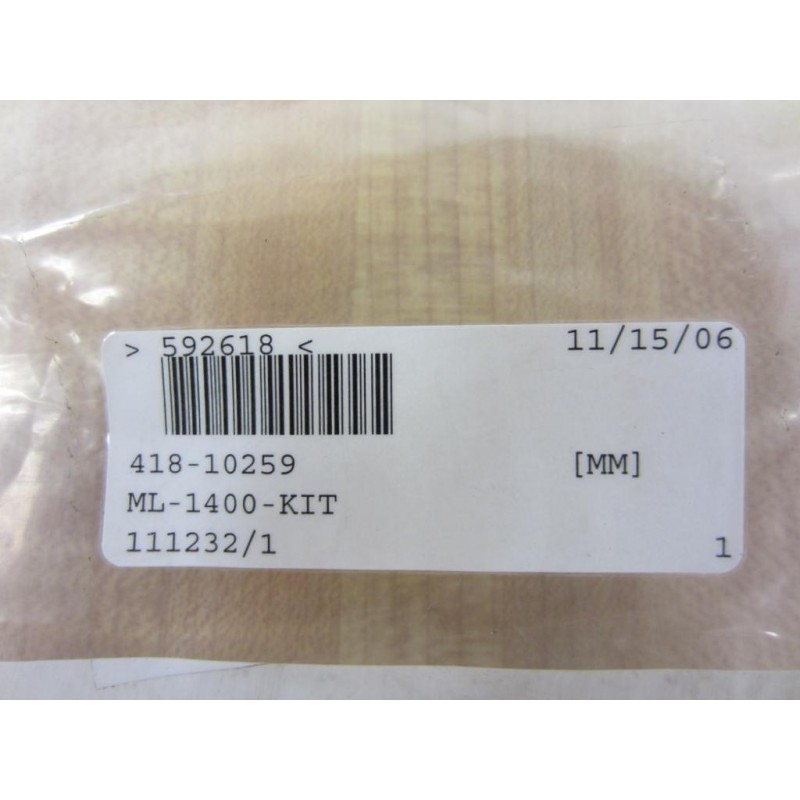 > 592618 < 11/15/06
418-10259 [MM]
ML-1400-KIT
111232/1 1